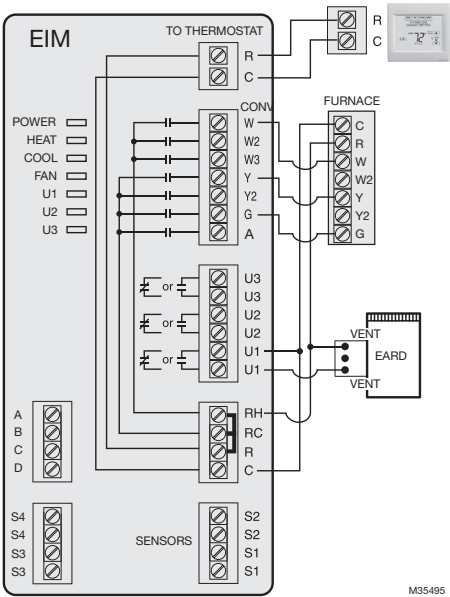 EIM
TO THERMOSTAT
R
C
R
C
CONV
W
W2
W3
Y
Y2
G
A
POWER
HEAT
COOL
FAN
U1
U2
U3
FURNACE
C
R
W
W2
Y
Y2
G
or
or
or
U3
U3
U2
U2
U1
U1
VENT
EARD
VENT
A
B
C
D
RH
RC
R
C
S4
S4
S3
S3
SENSORS
S2
S2
S1
S1
M35495